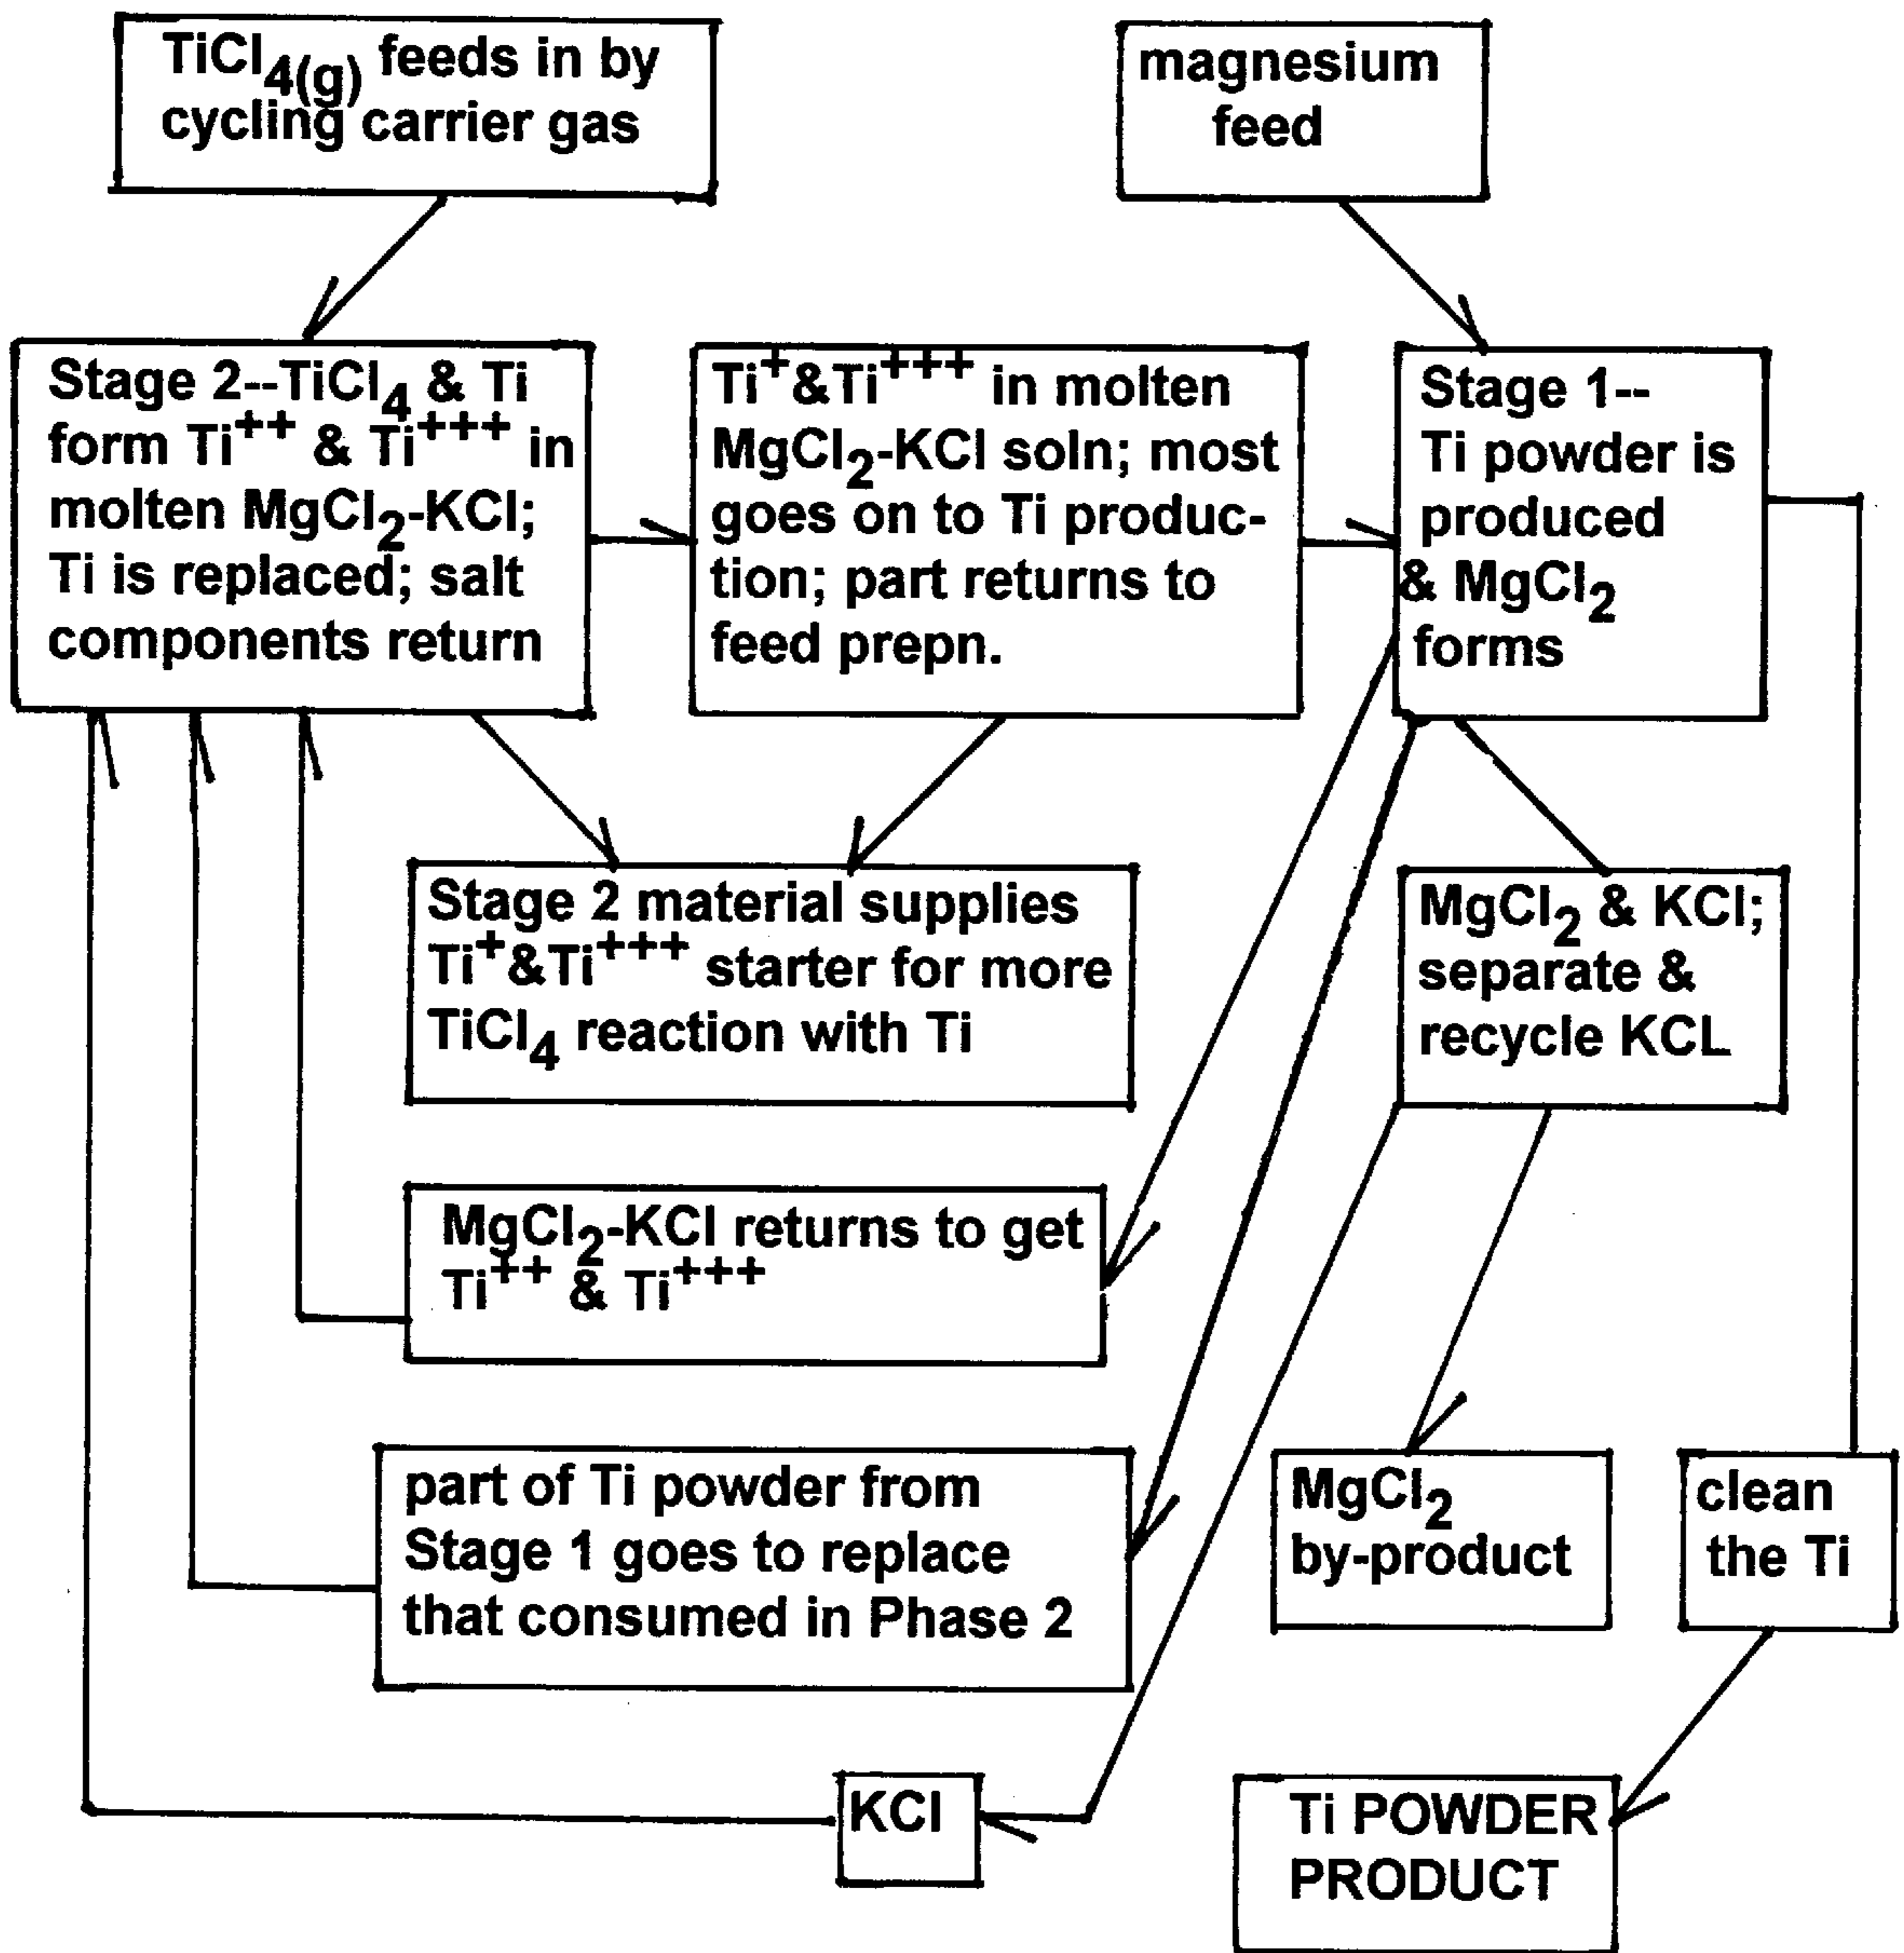 TiCl4(g) feeds in by
cycling carrier gas
magnesium
feed
Stage 2--TiCl4 & Ti
form Ti++ & Ti+++ in
molten MgCl2-KCl;
Ti is replaced; salt
components return
Ti+&Ti+++ in molten
MgCl2-KCl soln; most
goes on to Ti produc-
tion; part returns to
feed prepn.
Stage 1--
Ti powder is
produced
& MgCl2
forms
Stage 2 material supplies
Ti+&Ti+++ starter for more
TiCl4 reaction with Ti
MgCl2 & KCl;
separate &
recycle KCL
MgCl2-KCl returns to get
Ti++ & Ti+++
part of Ti powder from
Stage 1 goes to replace
that consumed in Phase 2
MgCl2
by-product
clean
the Ti
KCl
Ti POWDER
PRODUCT